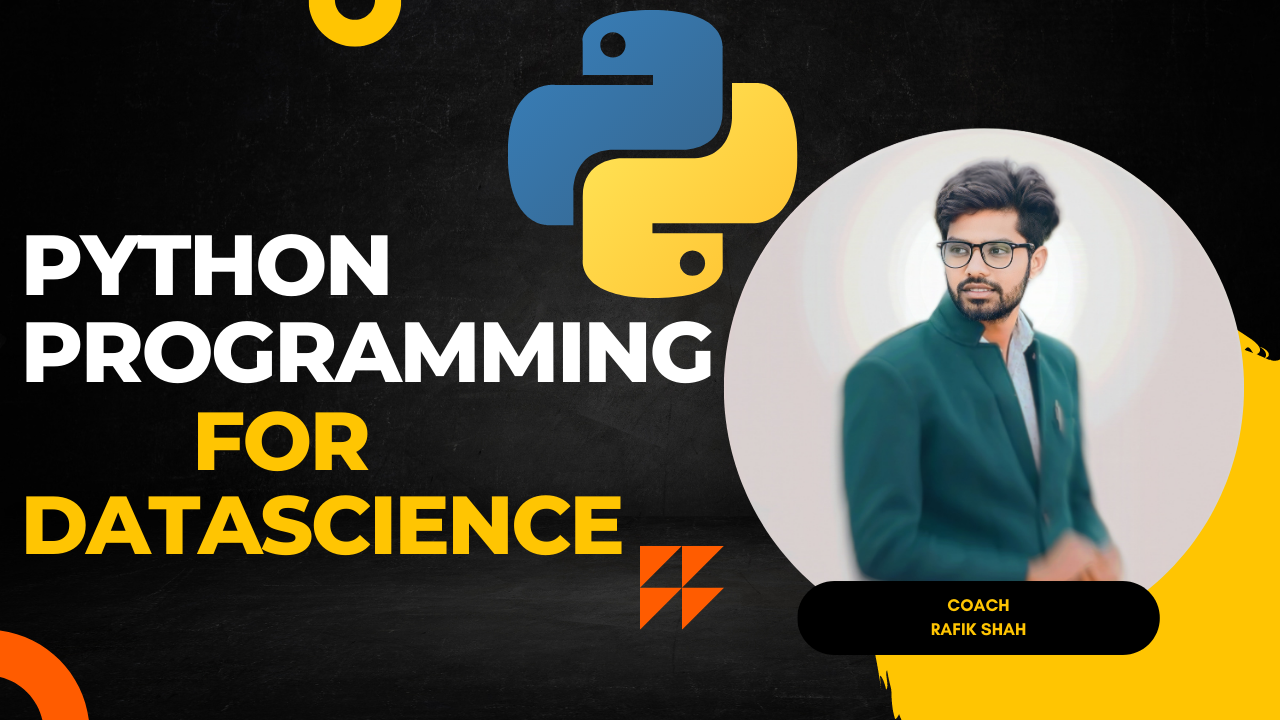 PYTHON
PROGRAMMING
FOR
DATASCIENCE
COACH
RAFIK SHAH